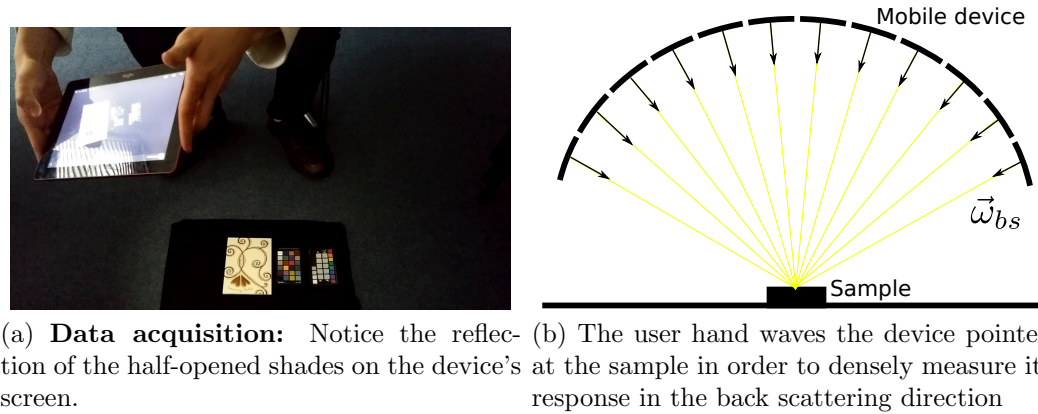 Mobile device
$\vec{\omega}_{bs}$
Sample
(a) Data acquisition: Notice the reflec-
tion of the half-opened shades on the device's
screen.
(b) The user hand waves the device pointe
at the sample in order to densely measure it
response in the back scattering direction